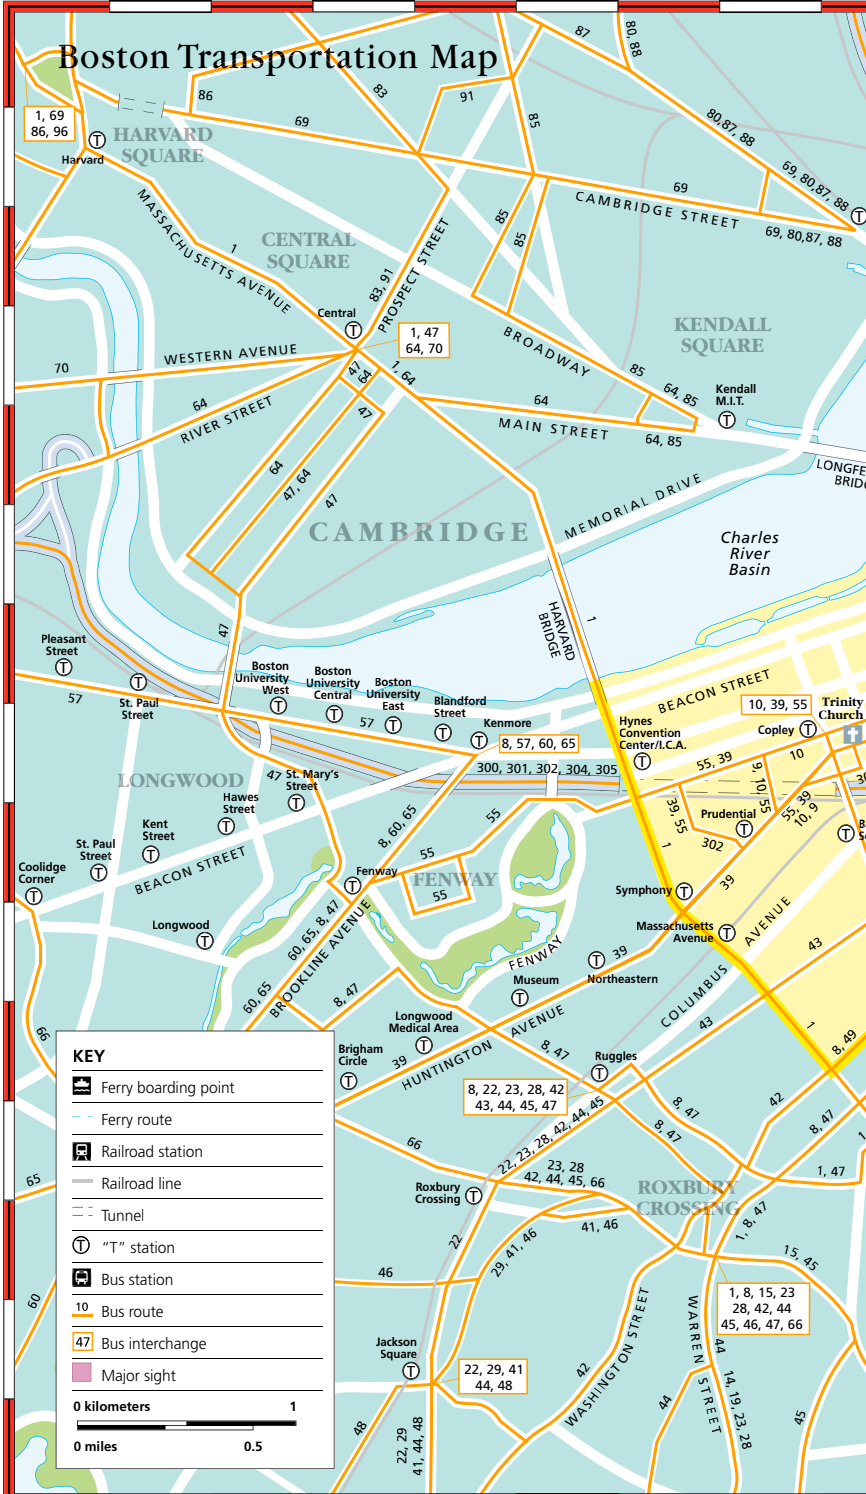 Boston Transportation Map
87
80, 88
86
83
91
69
85
1, 69
86, 96
HARVARD
SQUARE
Harvard
80,87, 88
69, 80,87, 88
69
CAMBRIDGE STREET
69, 80,87, 88
MASSACHUSETTS AVENUE
1
CENTRAL
SQUARE
85
85
83, 91
PROSPECT STREET
Central
1, 47
64, 70
KENDALL
SQUARE
BROADWAY
70
WESTERN AVENUE
47
64
1, 64
85
64, 85
Kendall
M.I.T.
64
RIVER STREET
47
64
MAIN STREET
64, 85
LONGFE
BRIDG
64
47, 64
47
MEMORIAL DRIVE
CAMBRIDGE
Charles
River
Basin
HARVARD
BRIDGE
1
47
Pleasant
Street
St. Paul
Street
57
Boston
University
West
Boston
University
Central
Boston
University
East
Blandford
Street
Kenmore
57
8, 57, 60, 65
BEACON STREET
10, 39, 55
Trinity
Church
Hynes
Convention
Center/I.C.A.
Copley
300, 301, 302, 304, 305
55, 39
10
9, 10, 55
LONGWOOD
47
St. Mary's
Street
Hawes
Street
Kent
Street
St. Paul
Street
Coolidge
Corner
BEACON STREET
8, 60, 65
55
55
39, 55
302
Prudential
55, 39
10, 9
1
FENWAY
55
Fenway
39
Symphony
Massachusetts
Avenue
Longwood
60, 65, 8, 47
BROOKLINE AVENUE
60, 65
8, 47
FENWAY
39
Museum
Northeastern
COLUMBUS AVENUE
43
43
1
8, 49
66
Longwood
Medical Area
Brigham
Circle
39
HUNTINGTON AVENUE
8, 47
Ruggles
8, 22, 23, 28, 42
43, 44, 45, 47
8, 47
8, 47
42
8, 47
66
22, 23, 28, 42, 44, 45
23, 28
42, 44, 45, 66
Roxbury
Crossing
ROXBURY
CROSSING
1, 47
1, 8, 47
41, 46
22
29, 41, 46
15, 45
65
46
60
1, 8, 15, 23
28, 42, 44
45, 46, 47, 66
Jackson
Square
22, 29, 41
44, 48
42
WASHINGTON STREET
WARREN STREET
44
14, 19, 23, 28
44
45
48
22, 29
41, 44, 48
KEY
Ferry boarding point
Ferry route
Railroad station
Railroad line
Tunnel
T "T" station
Bus station
10 Bus route
47 Bus interchange
Major sight
0 kilometers 1
0 miles 0.5